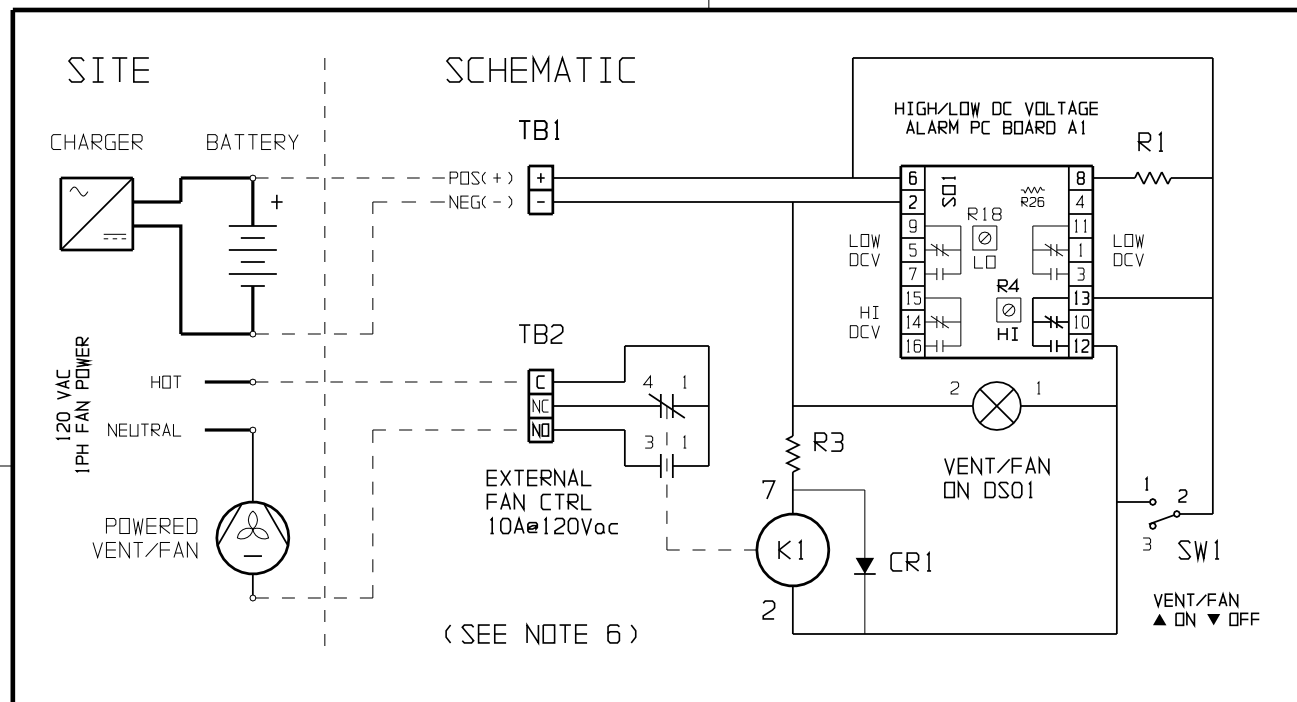 SITE
SCHEMATIC
CHARGER
BATTERY
+
TB1
POS(+)
NEG(-)
+
-
HIGH/LOW DC VOLTAGE
ALARM PC BOARD A1
R1
6
2
9
5
7
15
14
16
SO1
R26
R18
LO
R4
HI
8
4
11
1
3
13
10
12
LOW
DCV
HI
DCV
LOW
DCV
120 VAC
1PH FAN POWER
HOT
NEUTRAL
POWERED
VENT/FAN
TB2
C
NC
NO
4 1
3 1
EXTERNAL
FAN CTRL
10A@120Vac
2 1
VENT/FAN
ON DS01
R3
7
K1
2
CR1
1
2
3
SW1
VENT/FAN
▲ ON ▼ OFF
(SEE NOTE 6)